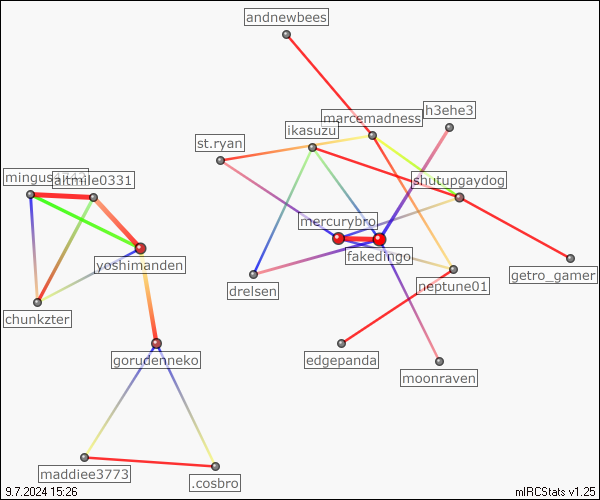 andnewbees
h3ehe3
marcemadness
ikasuzu
st.ryan
altmile0331
shutupgaydog
mercurybro
fakedingo
yoshimanden
getro_gamer
neptune01
drelsen
chunkzter
gorudenneko
edgepanda
moonraven
maddiee3773
.cosbro
9.7.2024 15:26
mIRCStats v1.25